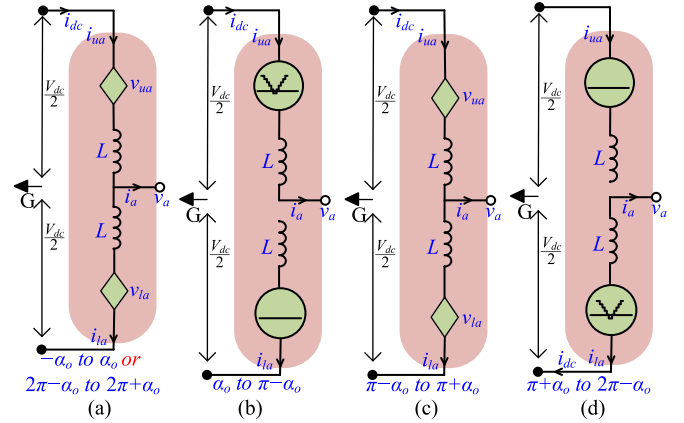 i_dc
i_ua
V_dc/2
v_ua
L
G
i_a
v_a
V_dc/2
L
v_la
i_la
−α_o to α_o or
2π−α_o to 2π+α_o
(a)
i_dc
i_ua
V_dc/2
L
G
i_a
v_a
V_dc/2
L
i_la
α_o to π−α_o
(b)
i_dc
i_ua
V_dc/2
v_ua
L
G
i_a
v_a
V_dc/2
L
v_la
i_la
π−α_o to π+α_o
(c)
i_ua
V_dc/2
L
G
i_a
v_a
V_dc/2
L
i_dc i_la
π+α_o to 2π−α_o
(d)